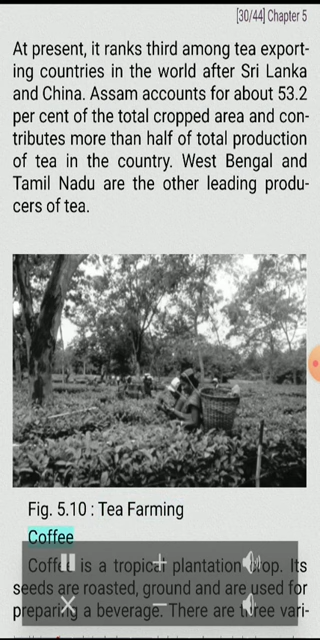 [30/44] Chapter 5
At present, it ranks third among tea export-
ing countries in the world after Sri Lanka
and China. Assam accounts for about 53.2
per cent of the total cropped area and con-
tributes more than half of total production
of tea in the country. West Bengal and
Tamil Nadu are the other leading produ-
cers of tea.
Fig. 5.10 : Tea Farming
Coffee
Coffee is a tropical plantation crop. Its
seeds are roasted, ground and are used for
preparing a beverage. There are three vari-